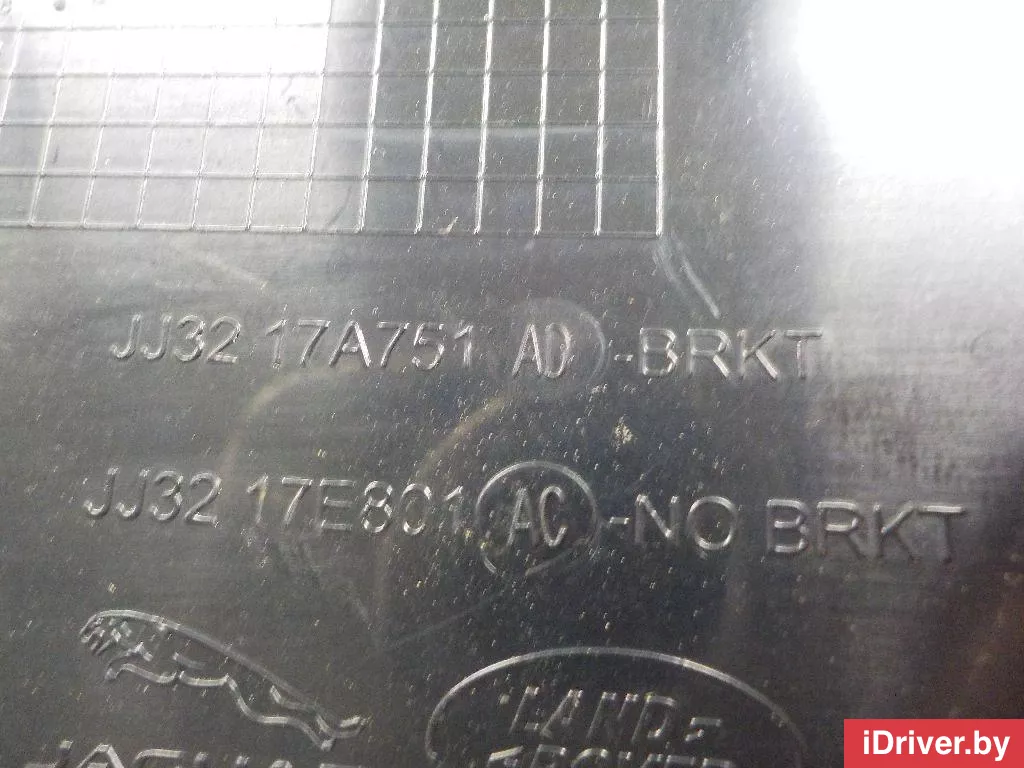 JJ32 17A751 AD -BRKT
JJ32 17E801 AC -NO BRKT
LAND-
iDriver.by